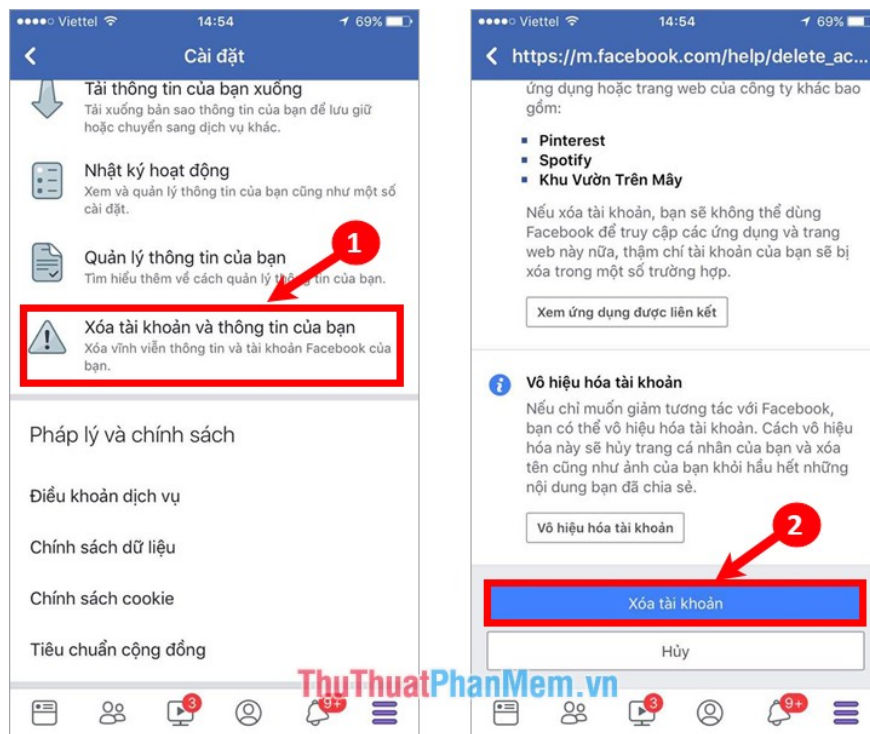 Viettel 14:54 69%
Cài đặt
Tải thông tin của bạn xuống
Tải xuống bản sao thông tin của bạn để lưu giữ
hoặc chuyển sang dịch vụ khác.
Nhật ký hoạt động
Xem và quản lý thông tin của bạn cũng như một số
cài đặt.
1
Quản lý thông tin của bạn
Tìm hiểu thêm về cách quản lý thông tin của bạn.
Xóa tài khoản và thông tin của bạn
Xóa vĩnh viễn thông tin và tài khoản Facebook của
bạn.
Pháp lý và chính sách
Điều khoản dịch vụ
Chính sách dữ liệu
Chính sách cookie
Tiêu chuẩn cộng đồng
3
9+
Viettel 14:54 69%
https://m.facebook.com/help/delete_ac...
ứng dụng hoặc trang web của công ty khác bao
gồm:
Pinterest
Spotify
Khu Vườn Trên Mây
Nếu xóa tài khoản, bạn sẽ không thể dùng
Facebook để truy cập các ứng dụng và trang
web này nữa, thậm chí tài khoản của bạn sẽ bị
xóa trong một số trường hợp.
Xem ứng dụng được liên kết
Vô hiệu hóa tài khoản
Nếu chỉ muốn giảm tương tác với Facebook,
bạn có thể vô hiệu hóa tài khoản. Cách vô hiệu
hóa này sẽ hủy trang cá nhân của bạn và xóa
tên cũng như ảnh của bạn khỏi hầu hết những
nội dung bạn đã chia sẻ.
Vô hiệu hóa tài khoản
2
Xóa tài khoản
Hủy
3
9+
ThuThuatPhanMem.vn